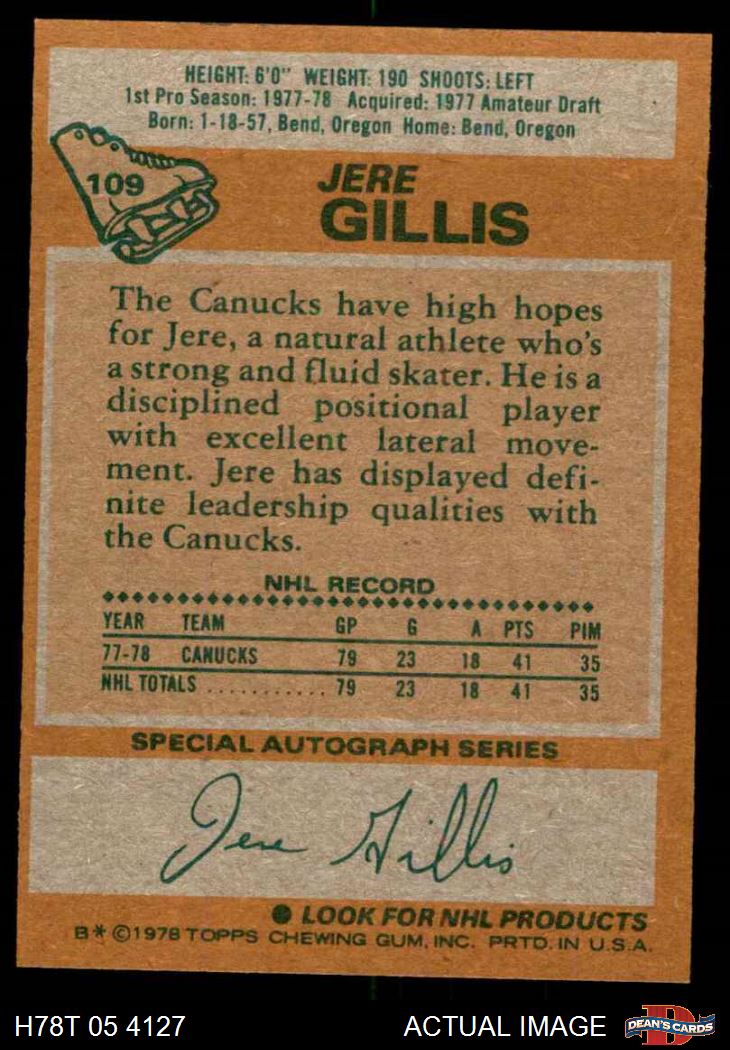 HEIGHT: 6'0" WEIGHT: 190 SHOOTS: LEFT
1st Pro Season: 1977-78 Acquired: 1977 Amateur Draft
Born: 1-18-57, Bend, Oregon Home: Bend, Oregon
109
JERE
GILLIS
The Canucks have high hopes
for Jere, a natural athlete who's
a strong and fluid skater. He is a
disciplined positional player
with excellent lateral move-
ment. Jere has displayed defi-
nite leadership qualities with
the Canucks.
NHL RECORD
YEAR TEAM GP G A PTS PIM
77-78 CANUCKS 79 23 18 41 35
NHL TOTALS ........... 79 23 18 41 35
SPECIAL AUTOGRAPH SERIES
Jere Gillis
● LOOK FOR NHL PRODUCTS
B* ©1978 TOPPS CHEWING GUM, INC. PRTD. IN U.S.A.
H78T 05 4127 ACTUAL IMAGE D DEAN'S CARDS